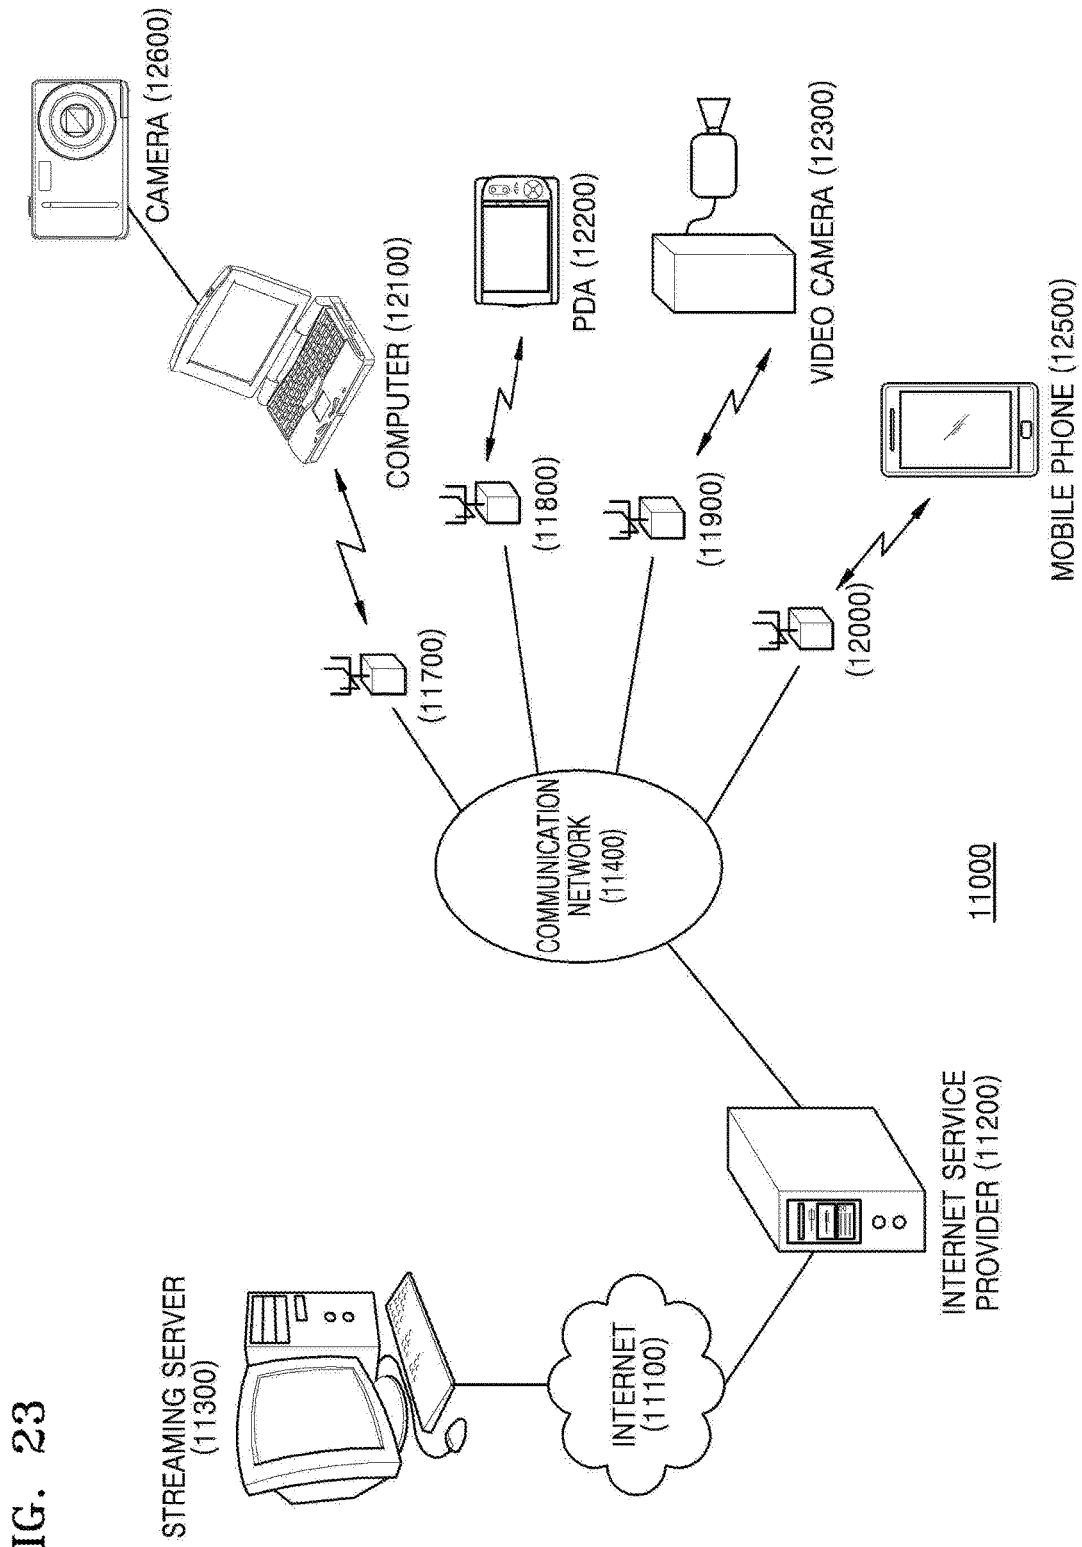 IG. 23
STREAMING SERVER
(11300)
INTERNET
(11100)
INTERNET SERVICE
PROVIDER (11200)
COMMUNICATION
NETWORK
(11400)
11000
(11700)
(11800)
(11900)
(12000)
CAMERA (12600)
COMPUTER (12100)
PDA (12200)
VIDEO CAMERA (12300)
MOBILE PHONE (12500)